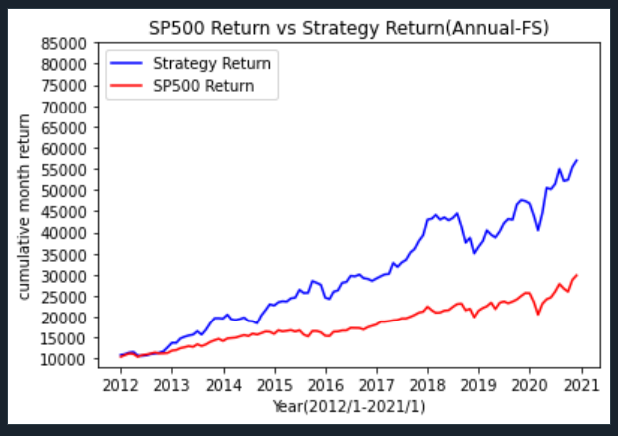 SP500 Return vs Strategy Return(Annual-FS)
85000
80000
75000
70000
65000
60000
55000
50000
45000
40000
35000
30000
25000
20000
15000
10000
cumulative month return
Strategy Return
SP500 Return
2012 2013 2014 2015 2016 2017 2018 2019 2020 2021
Year(2012/1-2021/1)